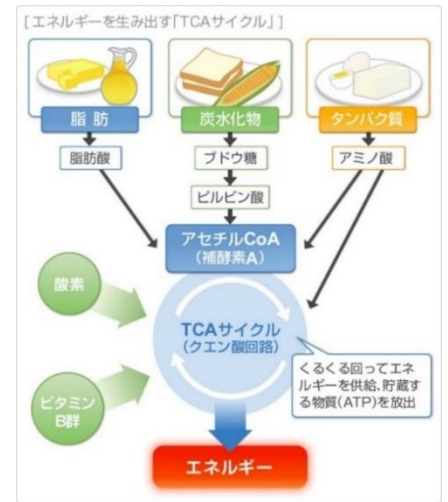 [エネルギーを生み出す「TCAサイクル」]
脂肪
炭水化物
タンパク質
脂肪酸
ブドウ糖
アミノ酸
ピルビン酸
アセチルCoA
(補酵素A)
酸素
TCAサイクル
(クエン酸回路)
くるくる回ってエネ
ルギーを供給、貯蔵す
る物質(ATP)を放出
ビタミン
B群
エネルギー